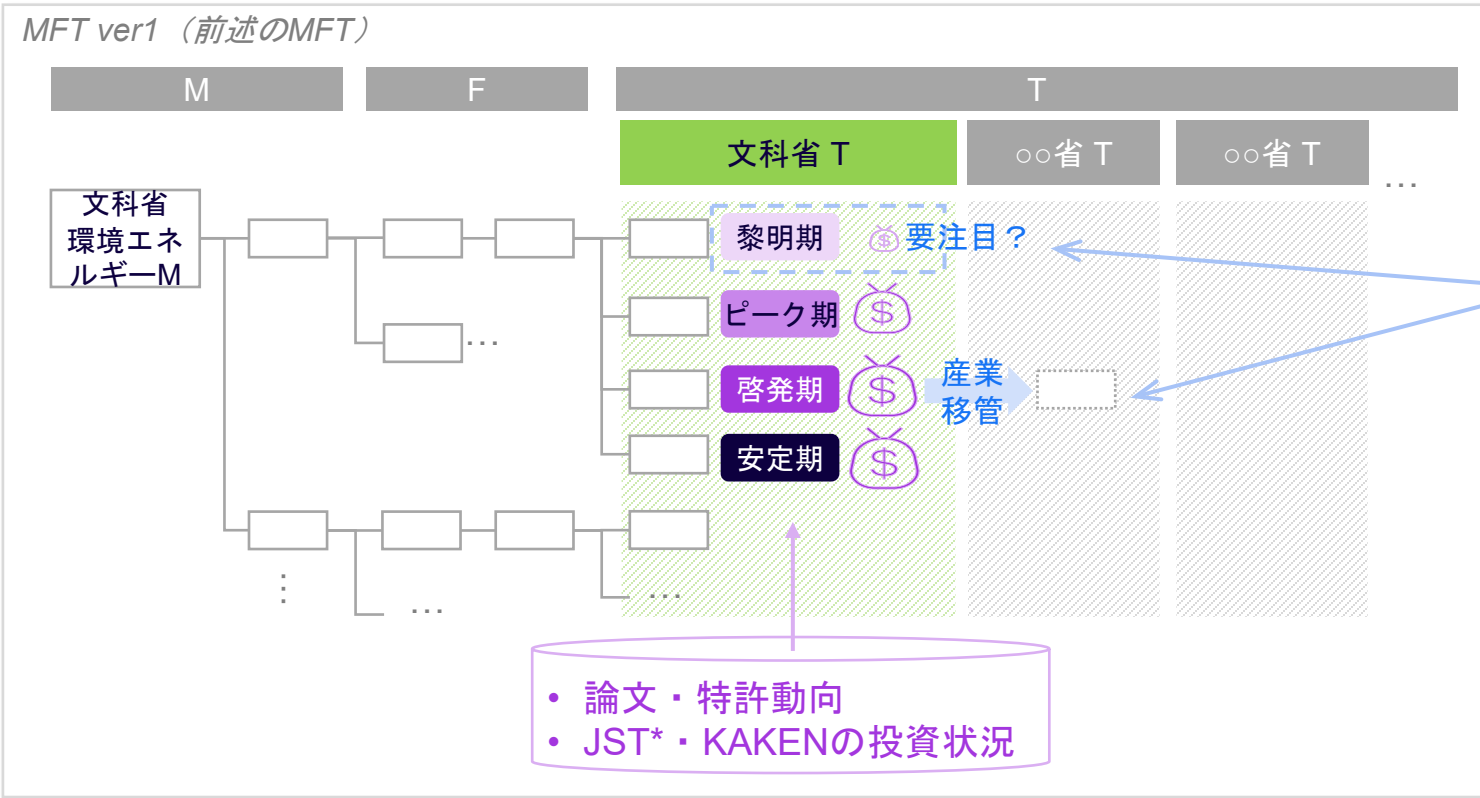 MFT ver1（前述のMFT）
M
F
T
文科省 T
○○省 T
○○省 T
…
文科省
環境エネ
ルギーM
黎明期
$
要注目？
ピーク期
$
…
啓発期
$
産業
移管
安定期
$
…
…
…
• 論文・特許動向
• JST*・KAKENの投資状況